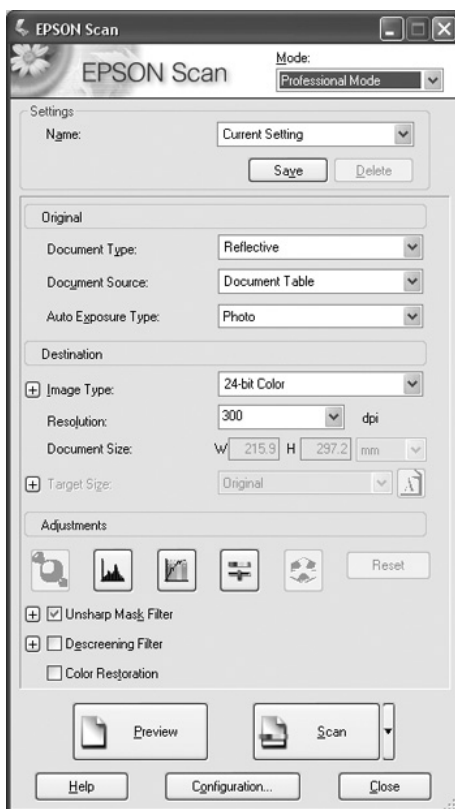 EPSON Scan
EPSON Scan
Mode:
Professional Mode
Settings
Name: Current Setting
Save Delete
Original
Document Type: Reflective
Document Source: Document Table
Auto Exposure Type: Photo
Destination
Image Type: 24-bit Color
Resolution: 300 dpi
Document Size: W 215.9 H 297.2 mm
Target Size: Original A
Adjustments
Reset
Unsharp Mask Filter
Descreening Filter
Color Restoration
Preview Scan
Help Configuration... Close